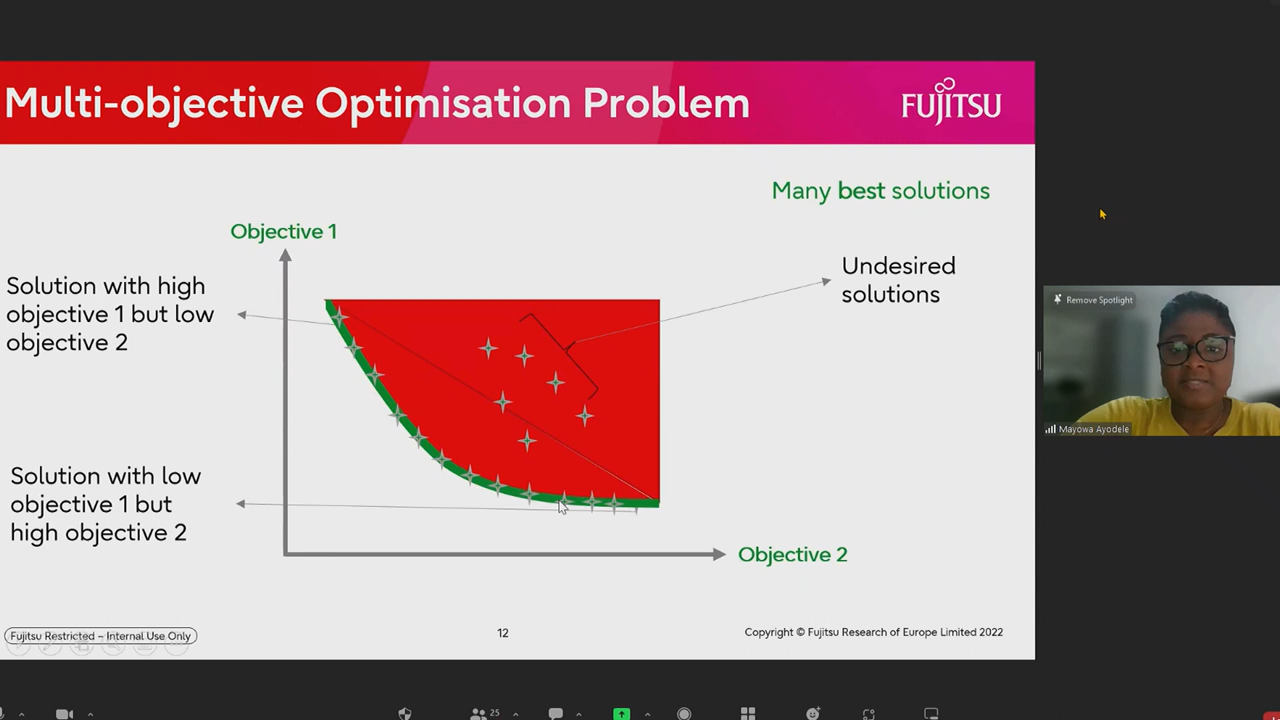 Multi-objective Optimisation Problem
FUJITSU
Many best solutions
Objective 1
Solution with high
objective 1 but low
objective 2
Undesired
solutions
Remove Spotlight
Mayowa Ayodele
Solution with low
objective 1 but
high objective 2
Objective 2
Fujitsu Restricted – Internal Use Only
12
Copyright © Fujitsu Research of Europe Limited 2022
25